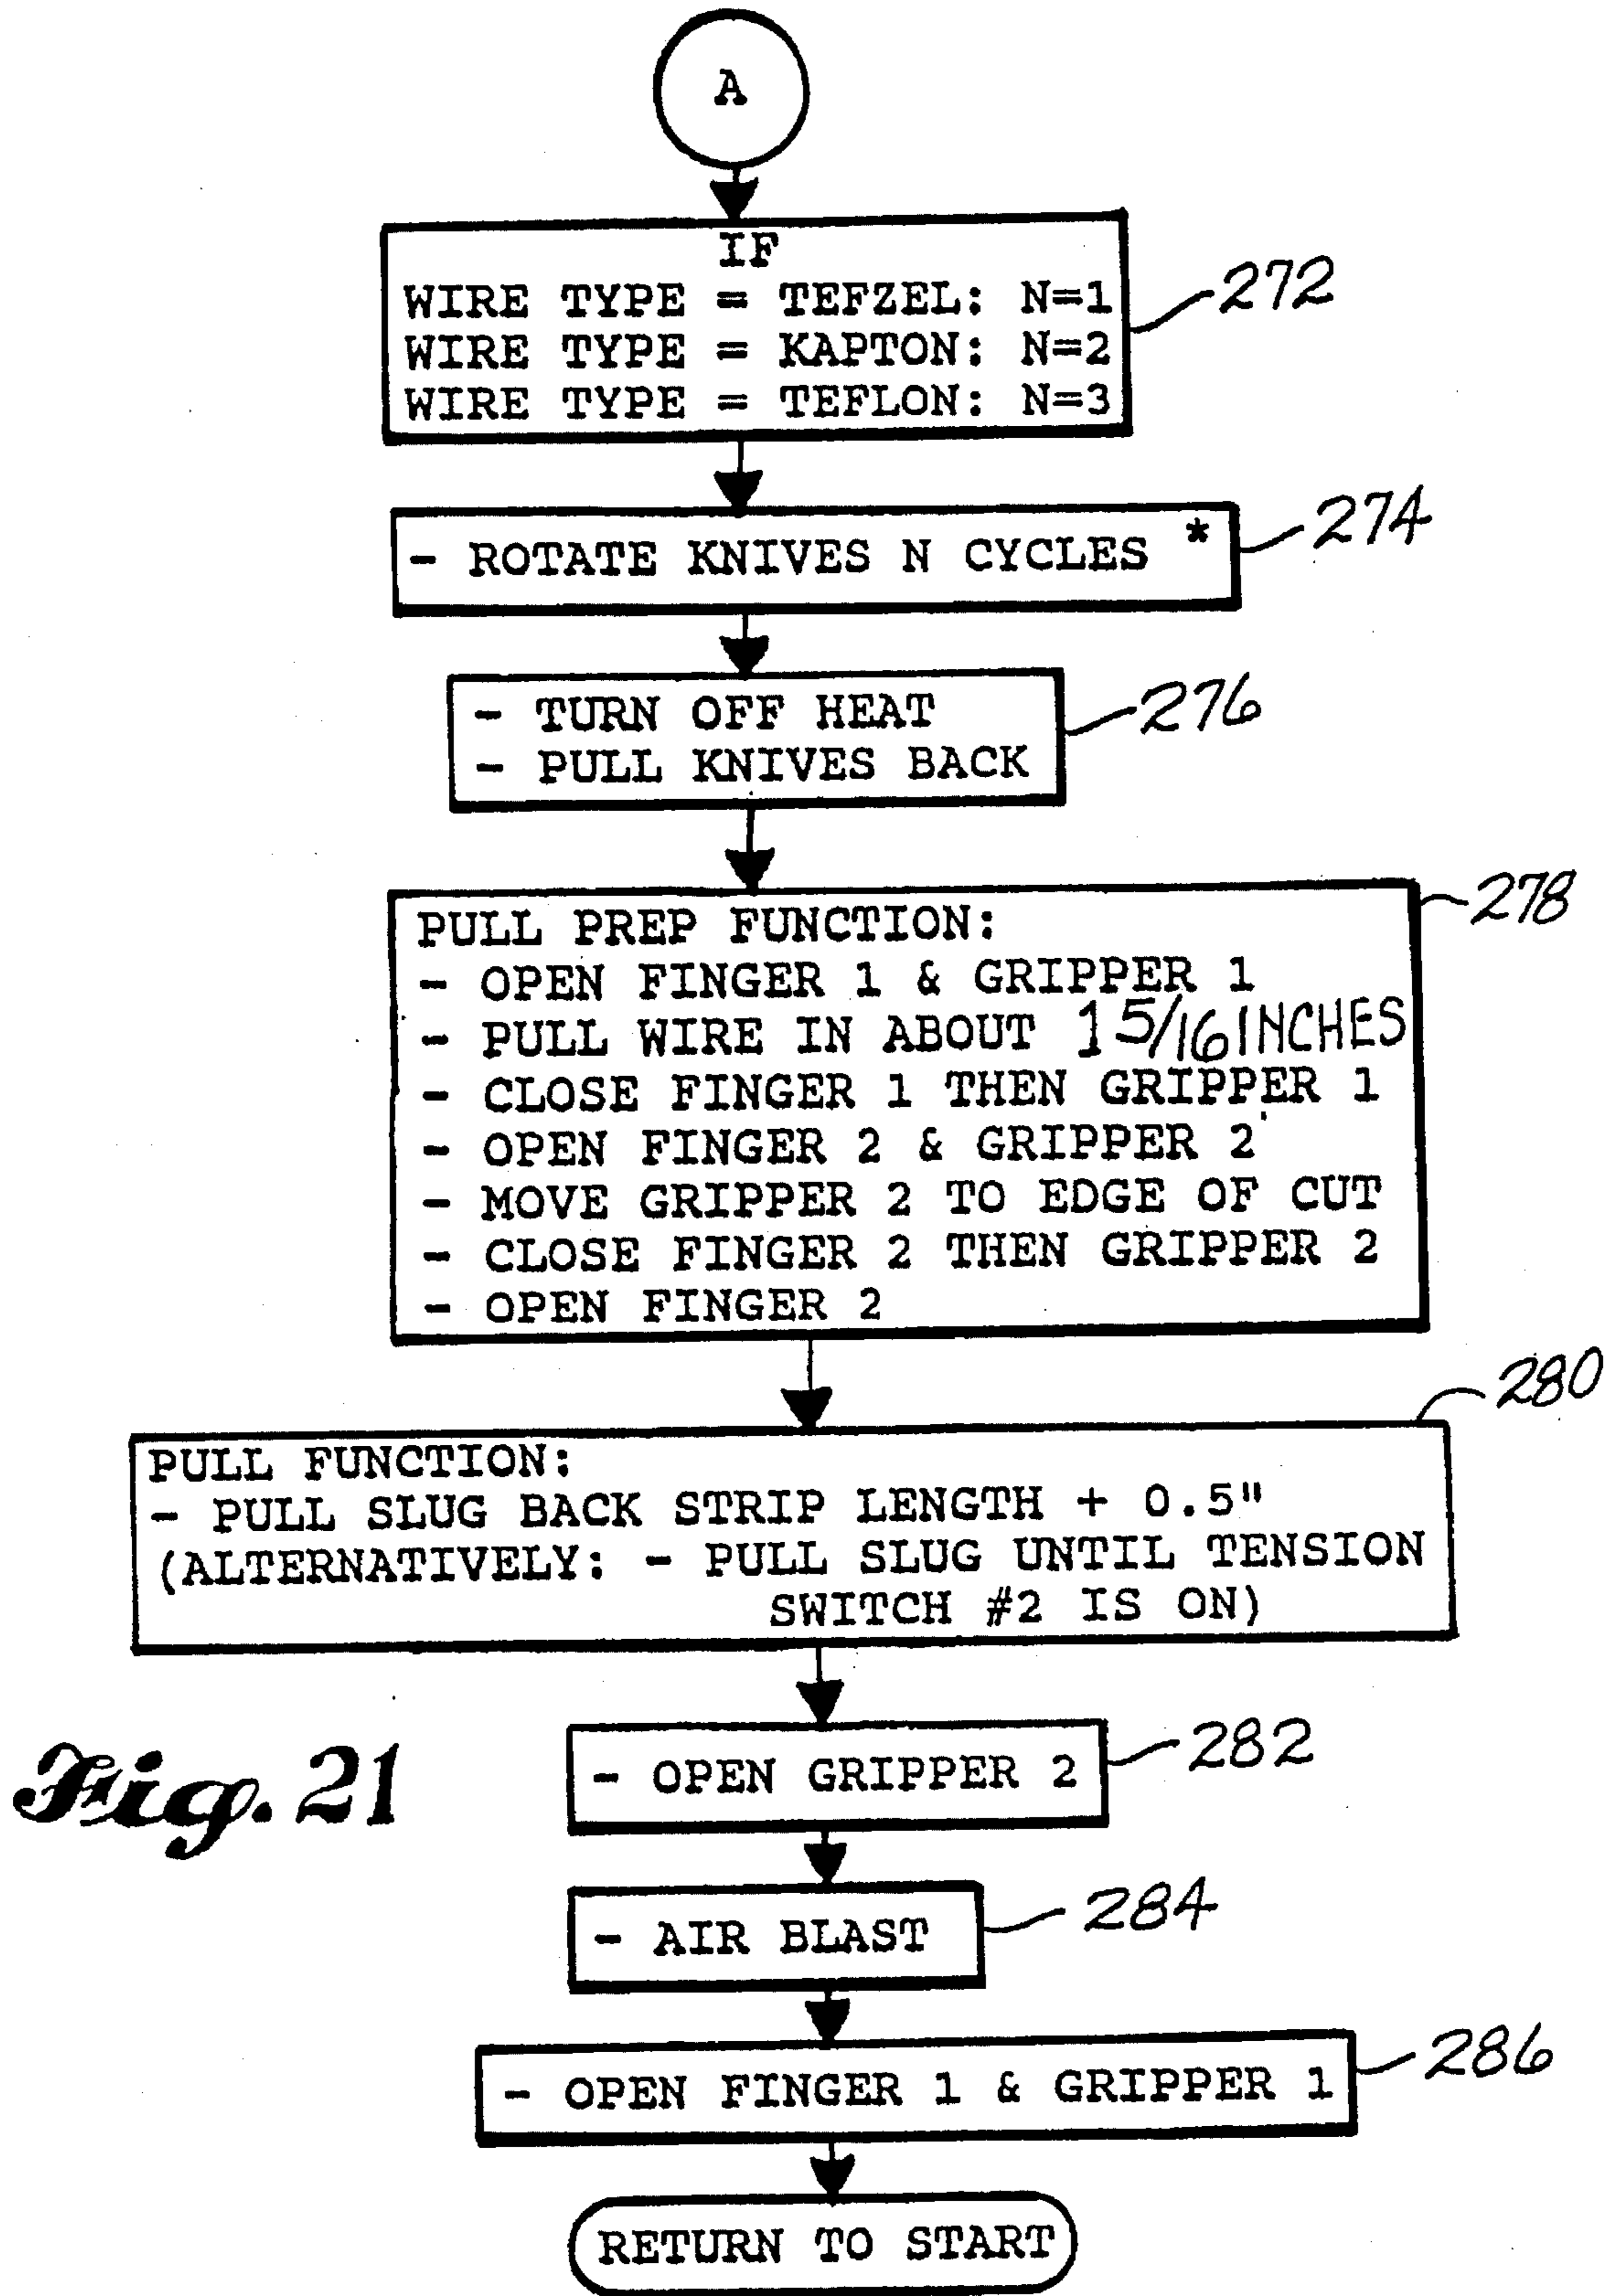 A
IF
WIRE TYPE = TEFZEL: N=1
WIRE TYPE = KAPTON: N=2
WIRE TYPE = TEFLON: N=3
272
- ROTATE KNIVES N CYCLES *
274
- TURN OFF HEAT
- PULL KNIVES BACK
276
PULL PREP FUNCTION:
- OPEN FINGER 1 & GRIPPER 1
- PULL WIRE IN ABOUT 1 5/16 INCHES
- CLOSE FINGER 1 THEN GRIPPER 1
- OPEN FINGER 2 & GRIPPER 2
- MOVE GRIPPER 2 TO EDGE OF CUT
- CLOSE FINGER 2 THEN GRIPPER 2
- OPEN FINGER 2
278
PULL FUNCTION:
- PULL SLUG BACK STRIP LENGTH + 0.5"
(ALTERNATIVELY: - PULL SLUG UNTIL TENSION
SWITCH #2 IS ON)
280
- OPEN GRIPPER 2
282
Fig. 21
- AIR BLAST
284
- OPEN FINGER 1 & GRIPPER 1
286
RETURN TO START